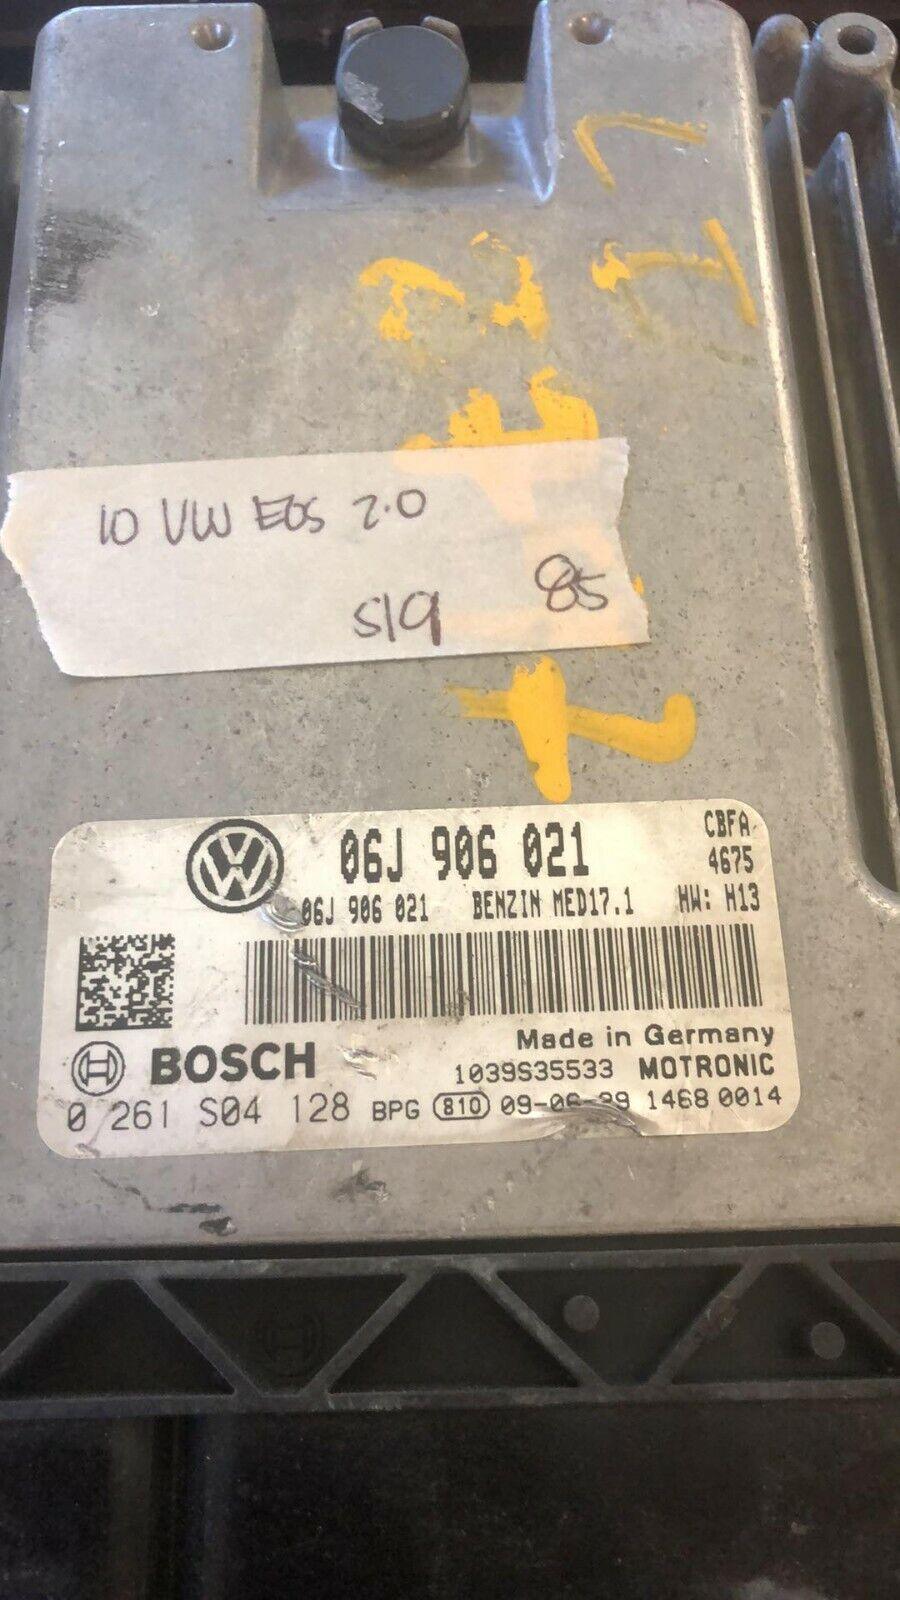 10 VW EOS 2.0
S19 85
06J 906 021 CBFA
4675
06J 906 021 BENZIN MED17.1 HW: H13
Made in Germany
BOSCH 1039S35533 MOTRONIC
0 261 S04 128 BPG 810 1468 0014